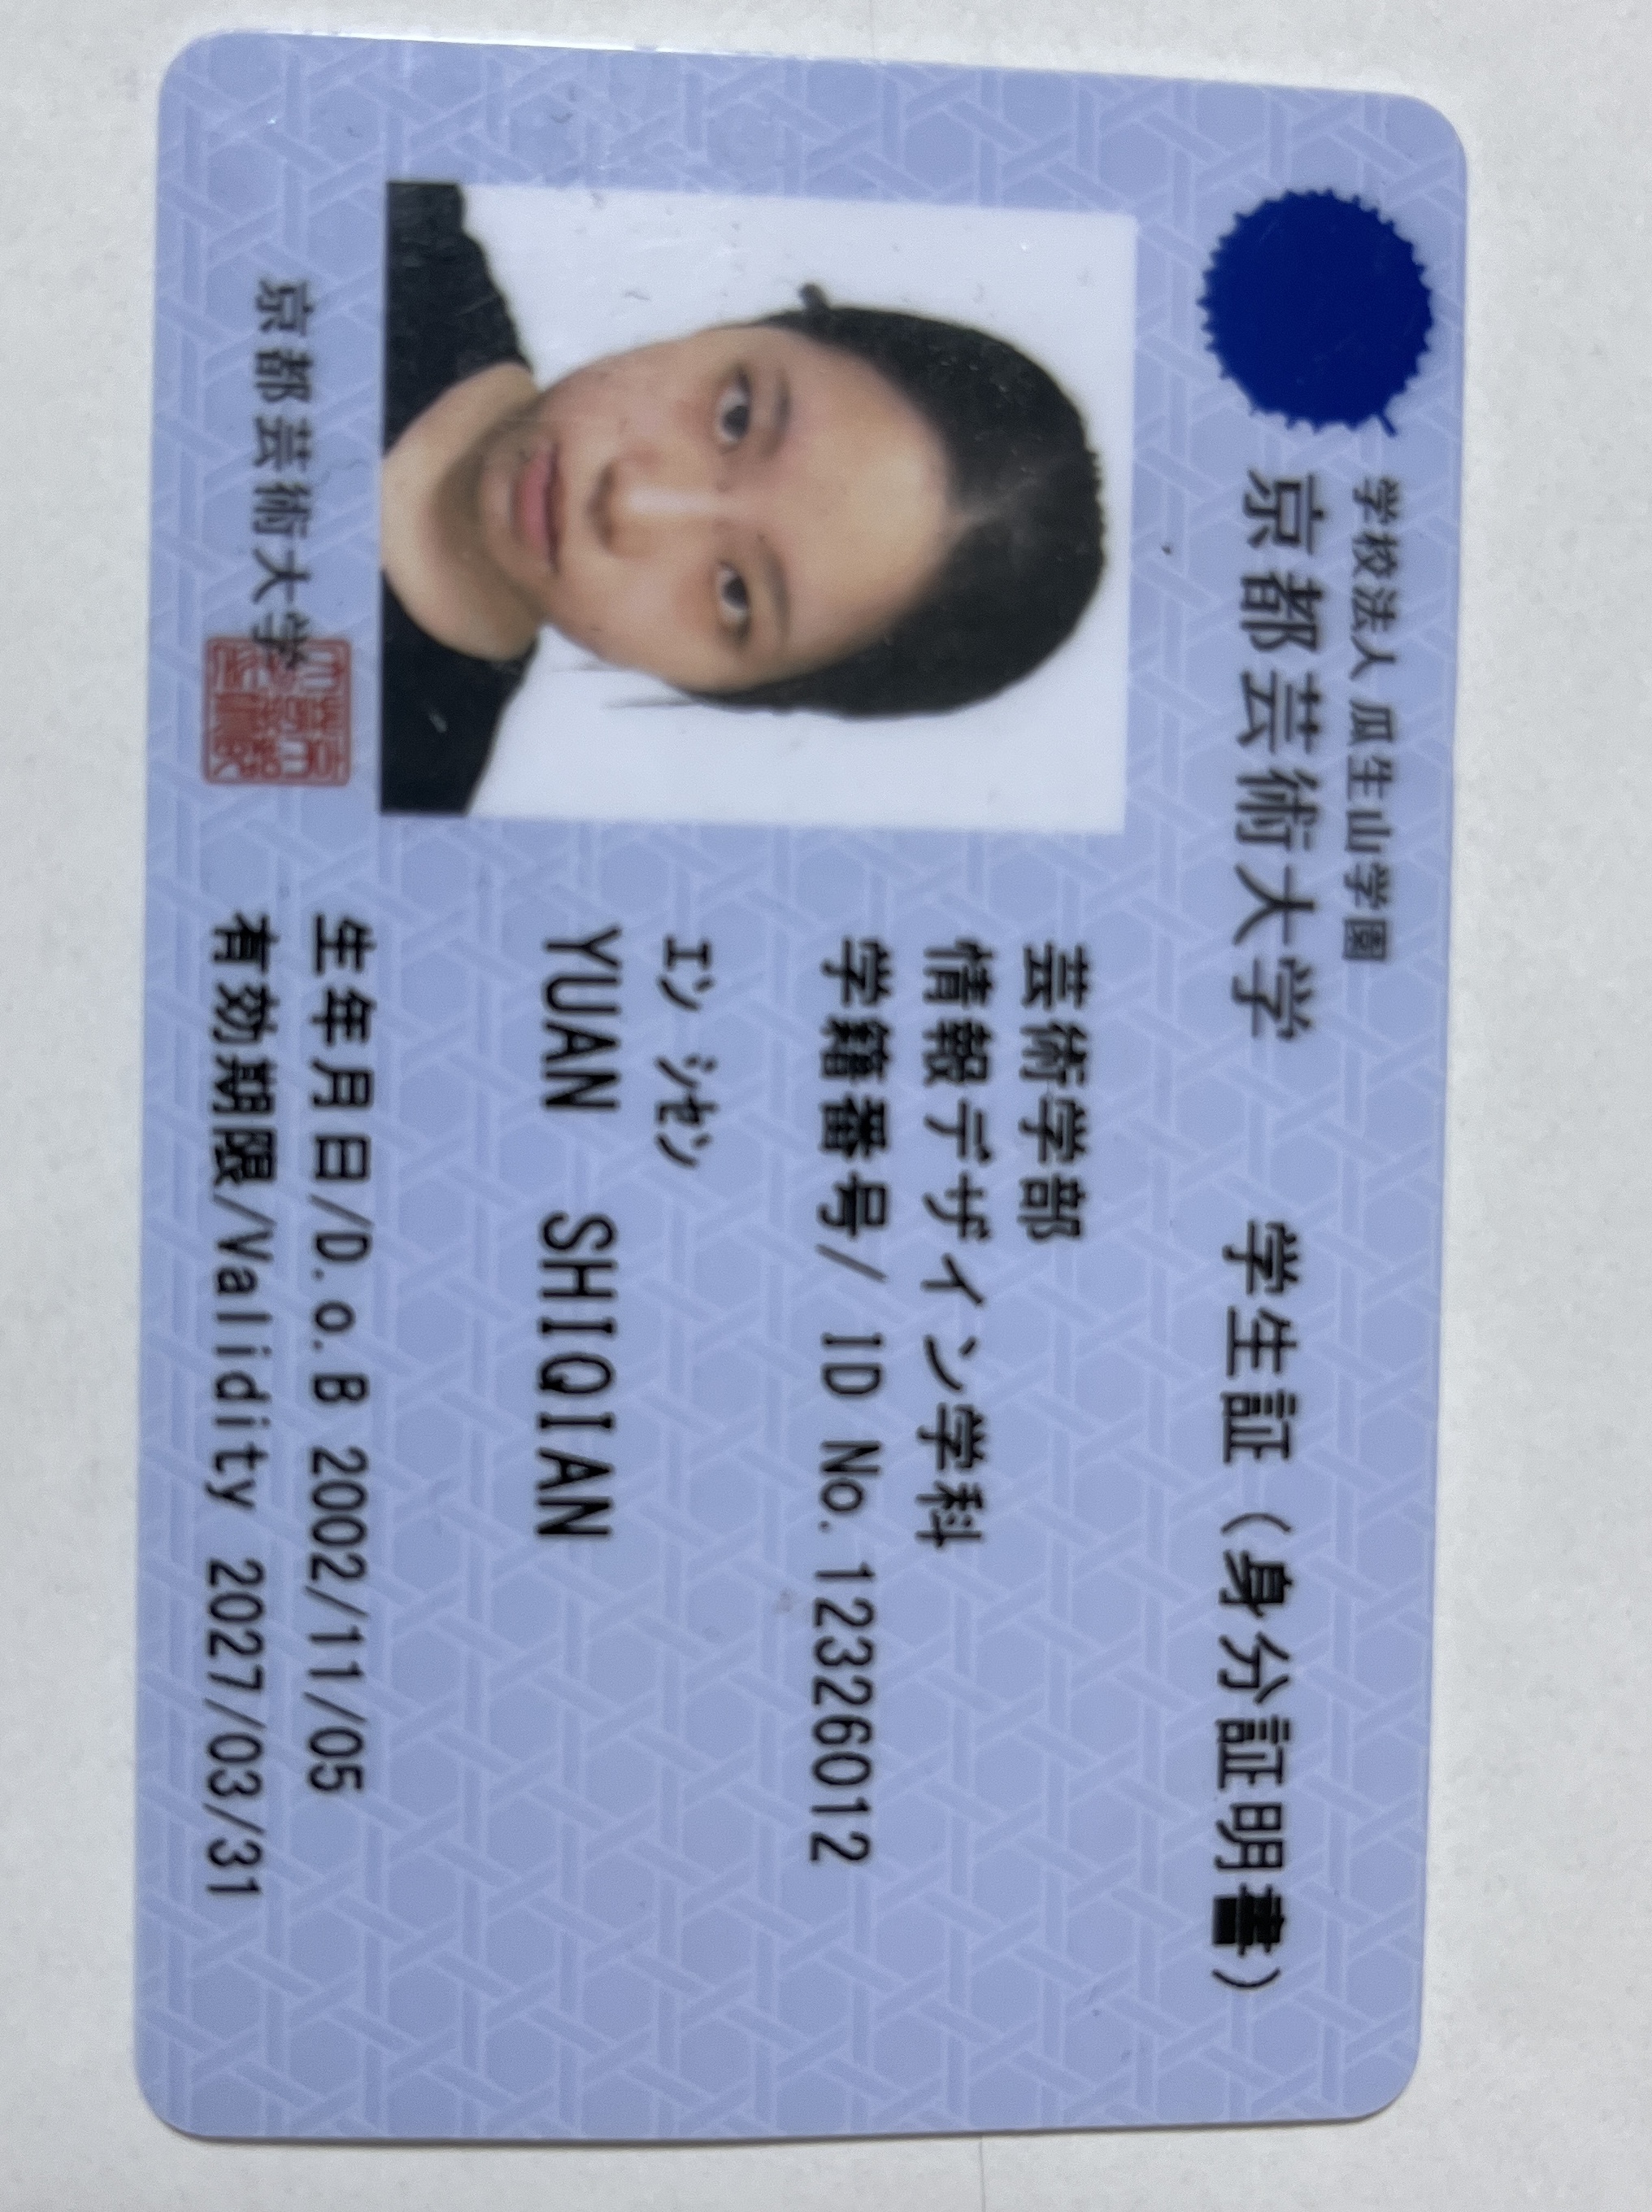 学校法人 瓜生山学園
京都芸術大学 学生証（身分証明書）
芸術学部
情報デザイン学科
学籍番号/ ID No. 12326012
ｴﾝ ｼｾﾝ
YUAN SHIQIAN
生年月日/D.o.B 2002/11/05
有効期限/Validity 2027/03/31
京都芸術大学